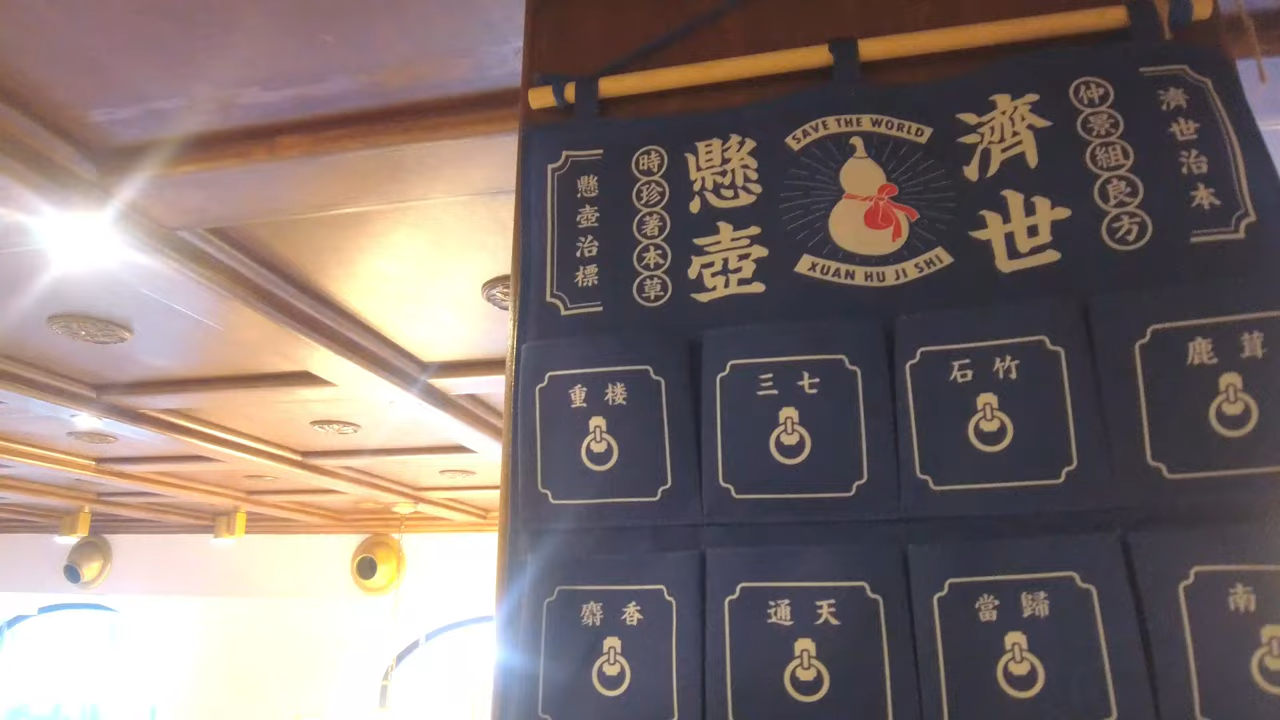 懸壺治標
時珍著本草
懸壺
SAVE THE WORLD
XUAN HU JI SHI
濟世
仲景組良方
濟世治本
重楼
三七
石竹
鹿茸
麝香
通天
當歸
南